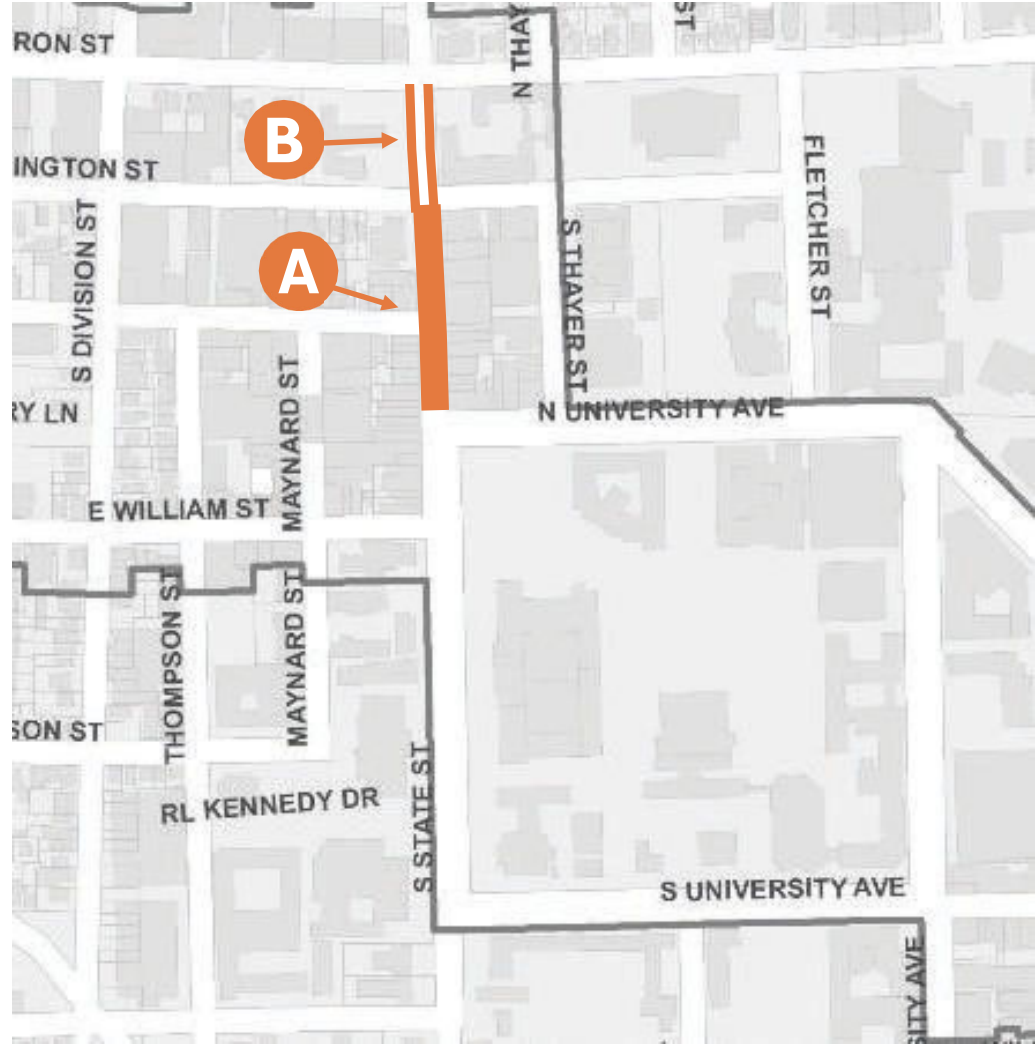 RON ST
N THAY
ST
B
INGTON ST
FLETCHER ST
S DIVISION ST
S THAYER ST
A
MAYNARD ST
RY LN
N UNIVERSITY AVE
E WILLIAM ST
THOMPSON ST
MAYNARD ST
SON ST
RL KENNEDY DR
S STATE ST
S UNIVERSITY AVE
SITY AVE